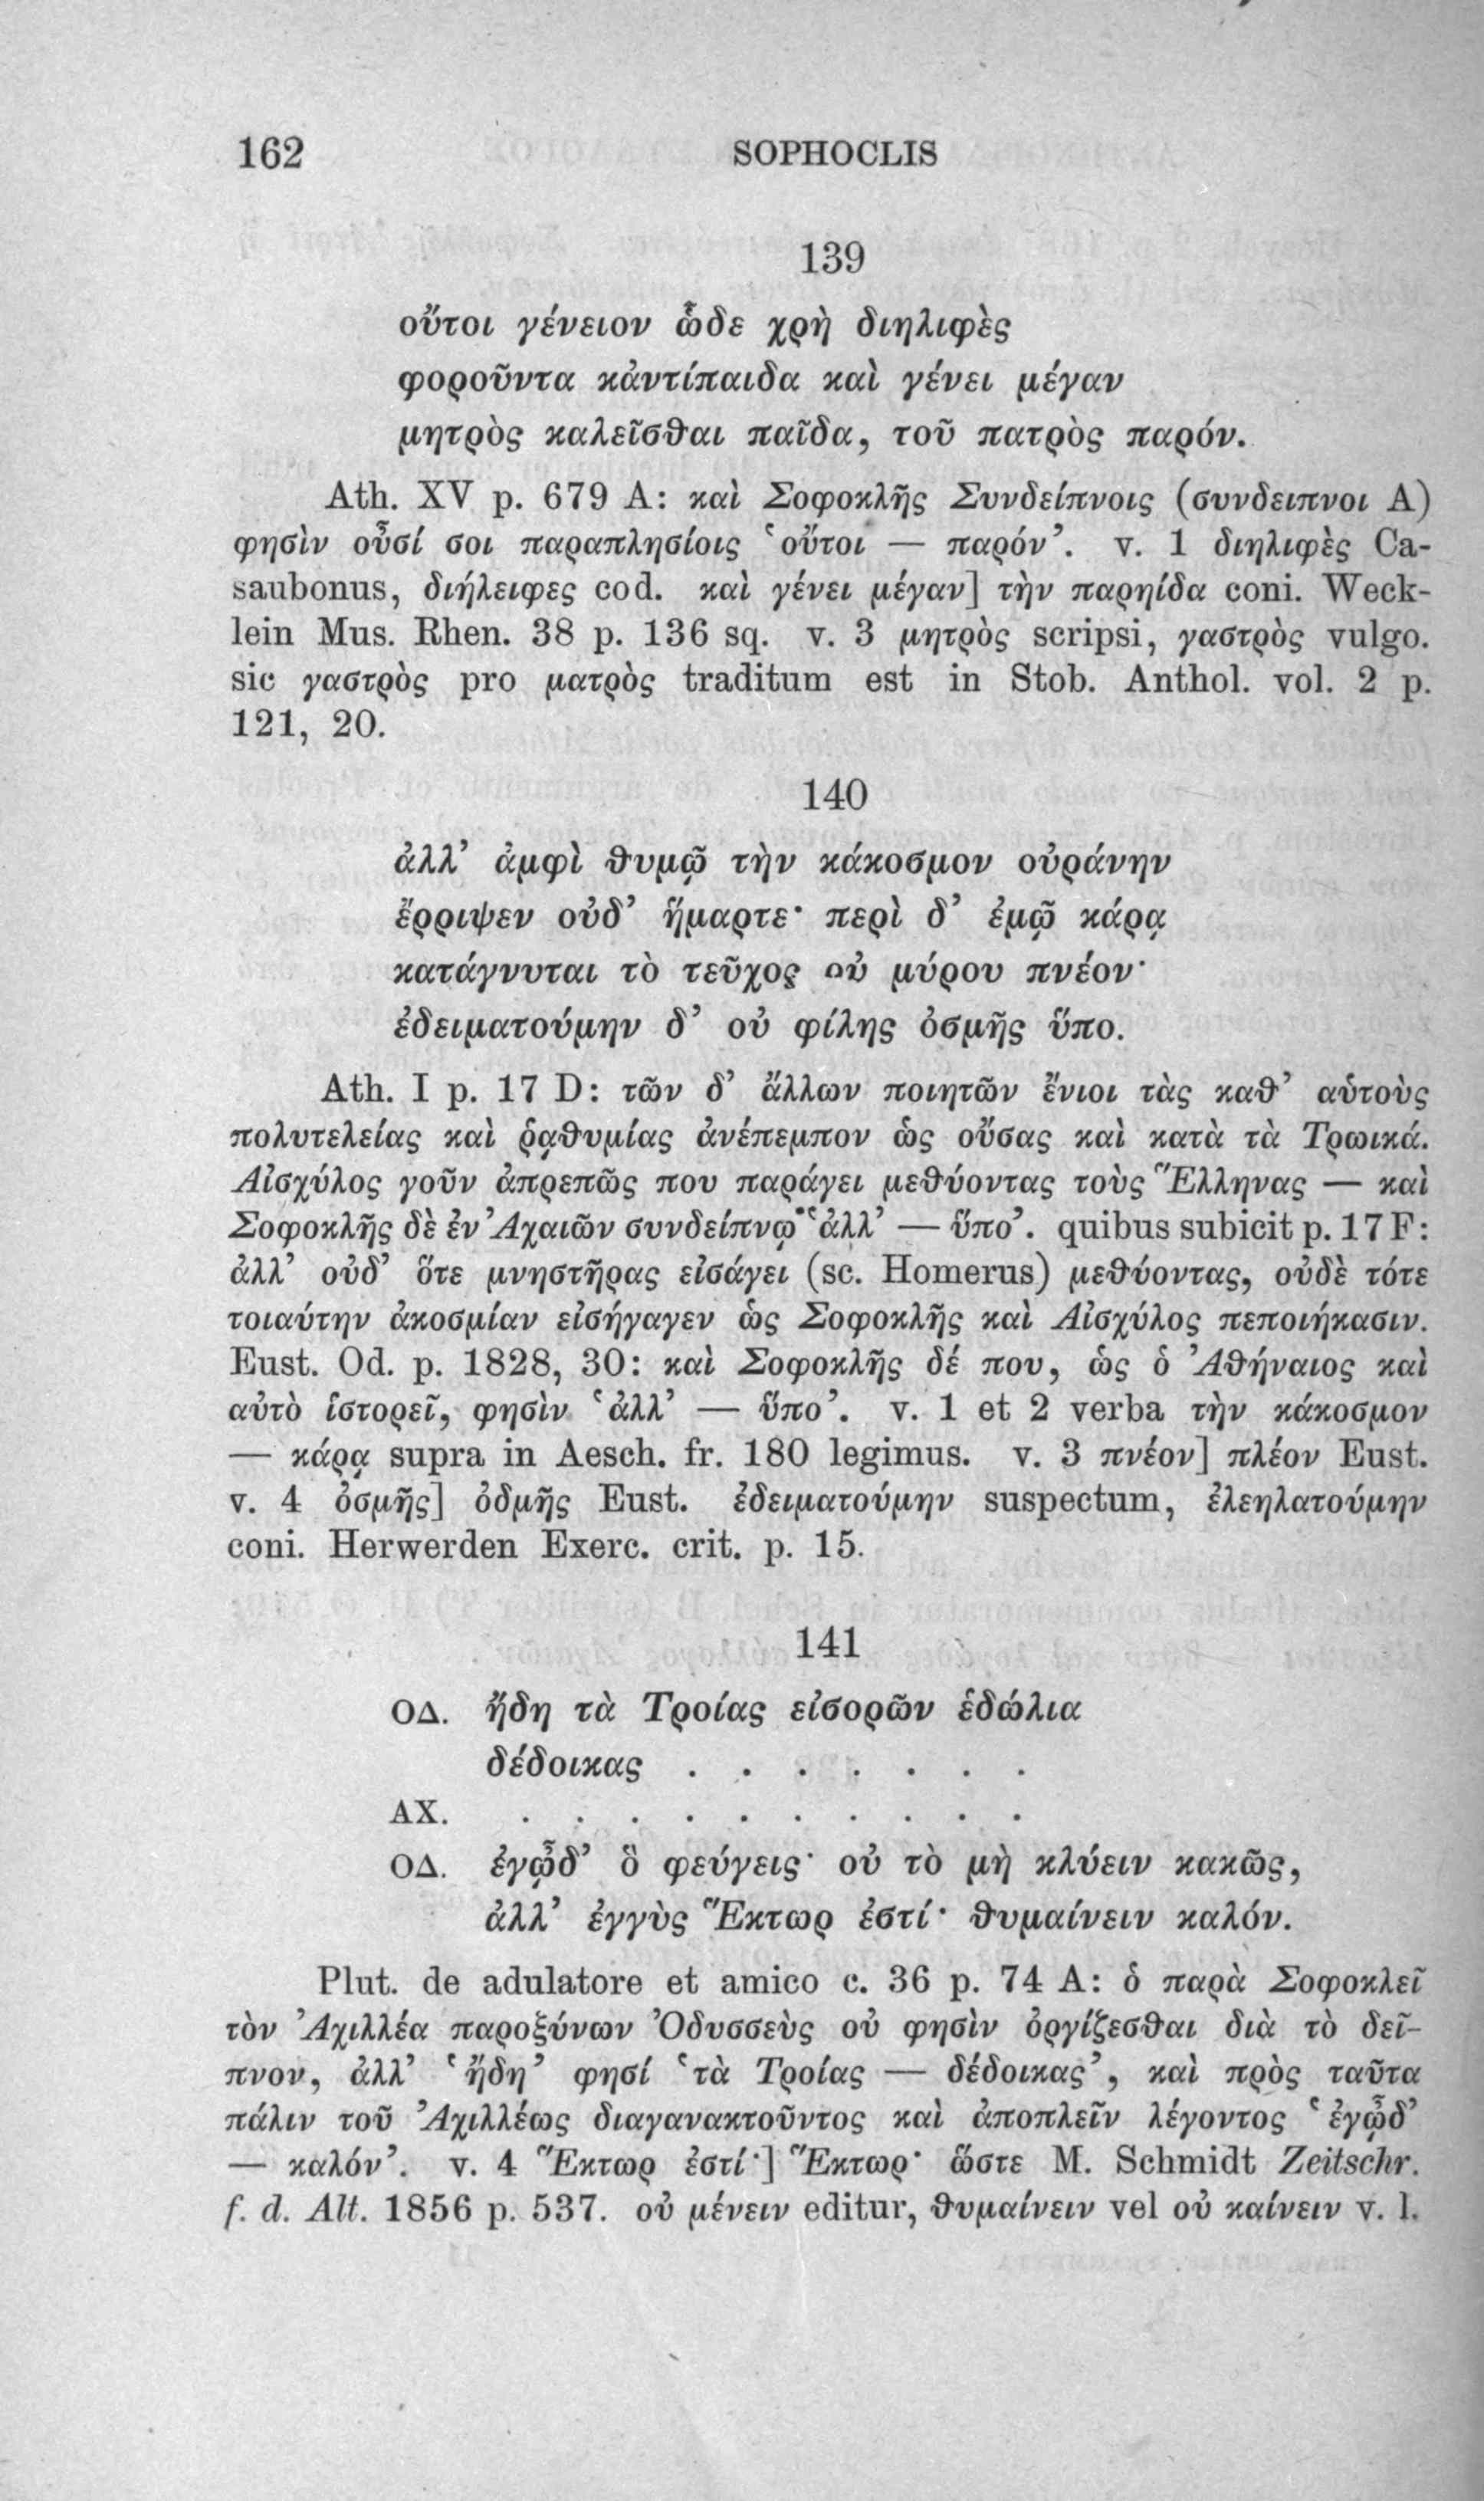 162 SOPHOCLIS
139
οὔτοι γένειον ὧδε χρὴ διηλιφὲς
φοροῦντα κἀντίπαιδα καὶ γένει μέγαν
μητρὸς καλεῖσθαι παῖδα, τοῦ πατρὸς παρόν.
Ath. XV p. 679 A: καὶ Σοφοκλῆς Συνδείπνοις (συνδειπνοι A)
φησὶν οὖσί σοι παραπλησίοις ‘οὔτοι — παρόν’. v. 1 διηλιφὲς Ca-
saubonus, διήλειφες cod. καὶ γένει μέγαν] τὴν παρηίδα coni. Weck-
lein Mus. Rhen. 38 p. 136 sq. v. 3 μητρὸς scripsi, γαστρὸς vulgo.
sic γαστρὸς pro ματρὸς traditum est in Stob. Anthol. vol. 2 p.
121, 20.
140
ἀλλ’ ἀμφὶ θυμῷ τὴν κάκοσμον οὐράνην
ἔρριψεν οὐδ’ ἥμαρτε· περὶ δ’ ἐμῷ κάρᾳ
κατάγνυται τὸ τεῦχος οὐ μύρου πνέον·
ἐδειματούμην δ’ οὐ φίλης ὀσμῆς ὕπο.
Ath. I p. 17 D: τῶν δ’ ἄλλων ποιητῶν ἔνιοι τὰς καθ’ αὑτοὺς
πολυτελείας καὶ ῥᾳθυμίας ἀνέπεμπον ὡς οὔσας καὶ κατὰ τὰ Τρωικά.
Αἰσχύλος γοῦν ἀπρεπῶς που παράγει μεθύοντας τοὺς Ἕλληνας — καὶ
Σοφοκλῆς δὲ ἐν Ἀχαιῶν συνδείπνῳ· ‘ἀλλ’ — ὕπο’. quibus subicit p. 17 F:
ἀλλ’ οὐδ’ ὅτε μνηστῆρας εἰσάγει (sc. Homerus) μεθύοντας, οὐδὲ τότε
τοιαύτην ἀκοσμίαν εἰσήγαγεν ὡς Σοφοκλῆς καὶ Αἰσχύλος πεποιήκασιν.
Eust. Od. p. 1828, 30: καὶ Σοφοκλῆς δέ που, ὡς ὁ Ἀθήναιος καὶ
αὐτὸ ἱστορεῖ, φησὶν ‘ἀλλ’ — ὕπο’. v. 1 et 2 verba τὴν κάκοσμον
— κάρᾳ supra in Aesch. fr. 180 legimus. v. 3 πνέον] πλέον Eust.
v. 4 ὀσμῆς] ὀδμῆς Eust. ἐδειματούμην suspectum, ἐλεηλατούμην
coni. Herwerden Exerc. crit. p. 15.
141
ΟΔ. ἤδη τὰ Τροίας εἰσορῶν ἑδώλια
δέδοικας . . . . . . .
ΑΧ. . . . . . . . . . .
ΟΔ. ἐγᾦδ’ ὃ φεύγεις· οὐ τὸ μὴ κλύειν κακῶς,
ἀλλ’ ἐγγὺς Ἕκτωρ ἐστί· θυμαίνειν καλόν.
Plut. de adulatore et amico c. 36 p. 74 A: ὁ παρὰ Σοφοκλεῖ
τὸν Ἀχιλλέα παροξύνων Ὀδυσσεὺς οὐ φησὶν ὀργίζεσθαι διὰ τὸ δεῖ-
πνον, ἀλλ’ ‘ἤδη’ φησί ‘τὰ Τροίας — δέδοικας’, καὶ πρὸς ταῦτα
πάλιν τοῦ Ἀχιλλέως διαγανακτοῦντος καὶ ἀποπλεῖν λέγοντος ‘ἐγᾦδ’
— καλόν’. v. 4 Ἕκτωρ ἐστί·] Ἕκτωρ· ὥστε M. Schmidt Zeitschr.
f. d. Alt. 1856 p. 537. οὐ μένειν editur, θυμαίνειν vel οὐ καίνειν v. l.